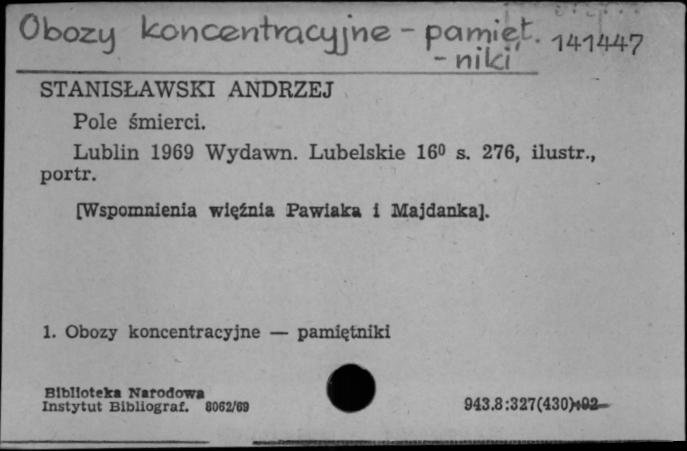 Obozy koncentracyjne - pamięt. 141447
- niki
STANISŁAWSKI ANDRZEJ
Pole śmierci.
Lublin 1969 Wydawn. Lubelskie 16⁰ s. 276, ilustr.,
portr.
[Wspomnienia więźnia Pawiaka i Majdanka].
1. Obozy koncentracyjne — pamiętniki
Biblioteka Narodowa
Instytut Bibliograf. 8062/69
943.8:327(430)